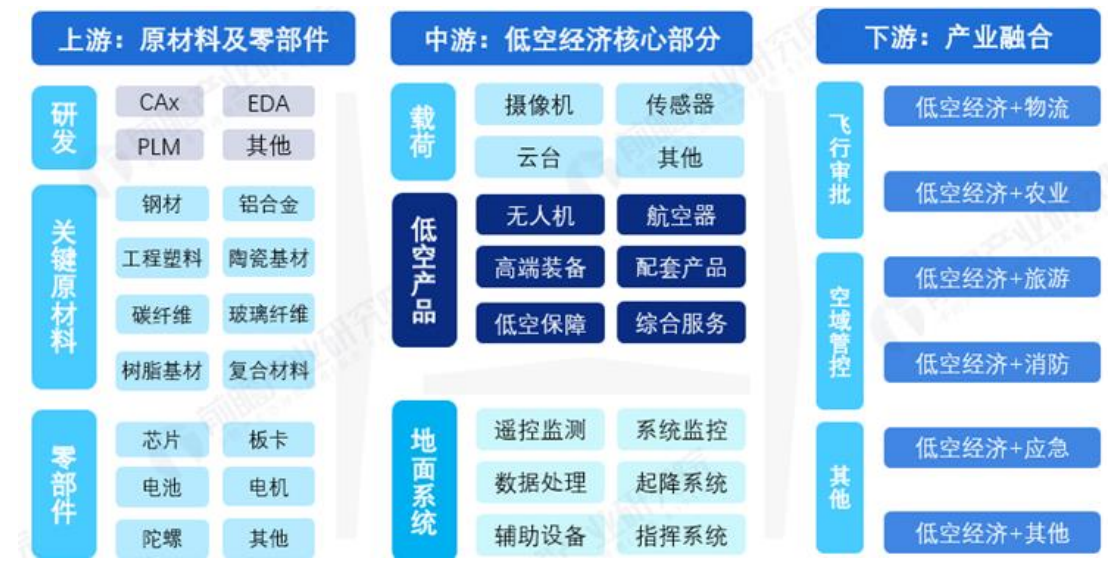 上游：原材料及零部件
研发
CAx
EDA
PLM
其他
关键原材料
钢材
铝合金
工程塑料
陶瓷基材
碳纤维
玻璃纤维
树脂基材
复合材料
零部件
芯片
板卡
电池
电机
陀螺
其他
中游：低空经济核心部分
载荷
摄像机
传感器
云台
其他
低空产品
无人机
航空器
高端装备
配套产品
低空保障
综合服务
地面系统
遥控监测
系统监控
数据处理
起降系统
辅助设备
指挥系统
下游：产业融合
飞行审批
空域管控
其他
低空经济+物流
低空经济+农业
低空经济+旅游
低空经济+消防
低空经济+应急
低空经济+其他